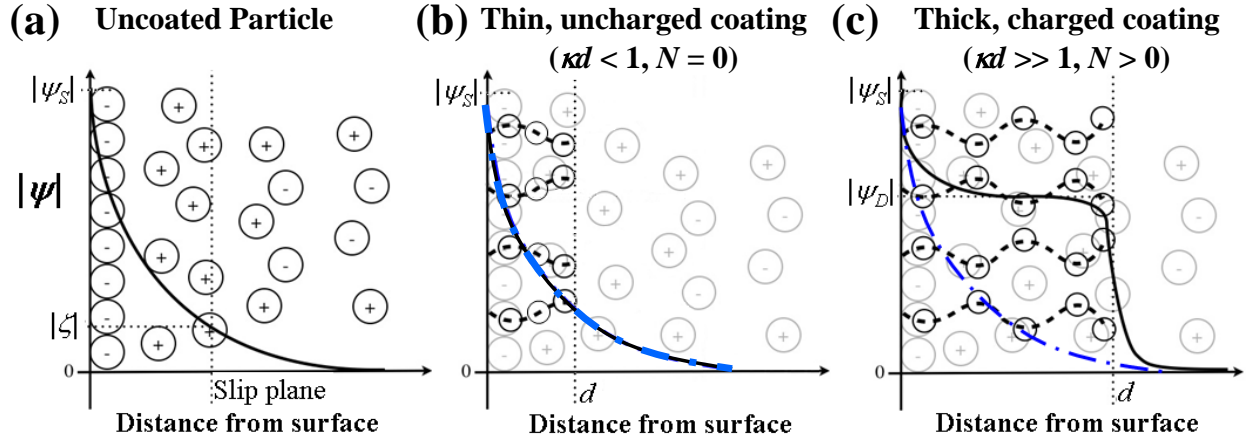 (a) Uncoated Particle
|ψS|
|ψ|
|ζ|
0
Slip plane
Distance from surface
(b) Thin, uncharged coating
(κd < 1, N = 0)
|ψS|
0
d
Distance from surface
(c) Thick, charged coating
(κd >> 1, N > 0)
|ψS|
|ψD|
0
d
Distance from surface